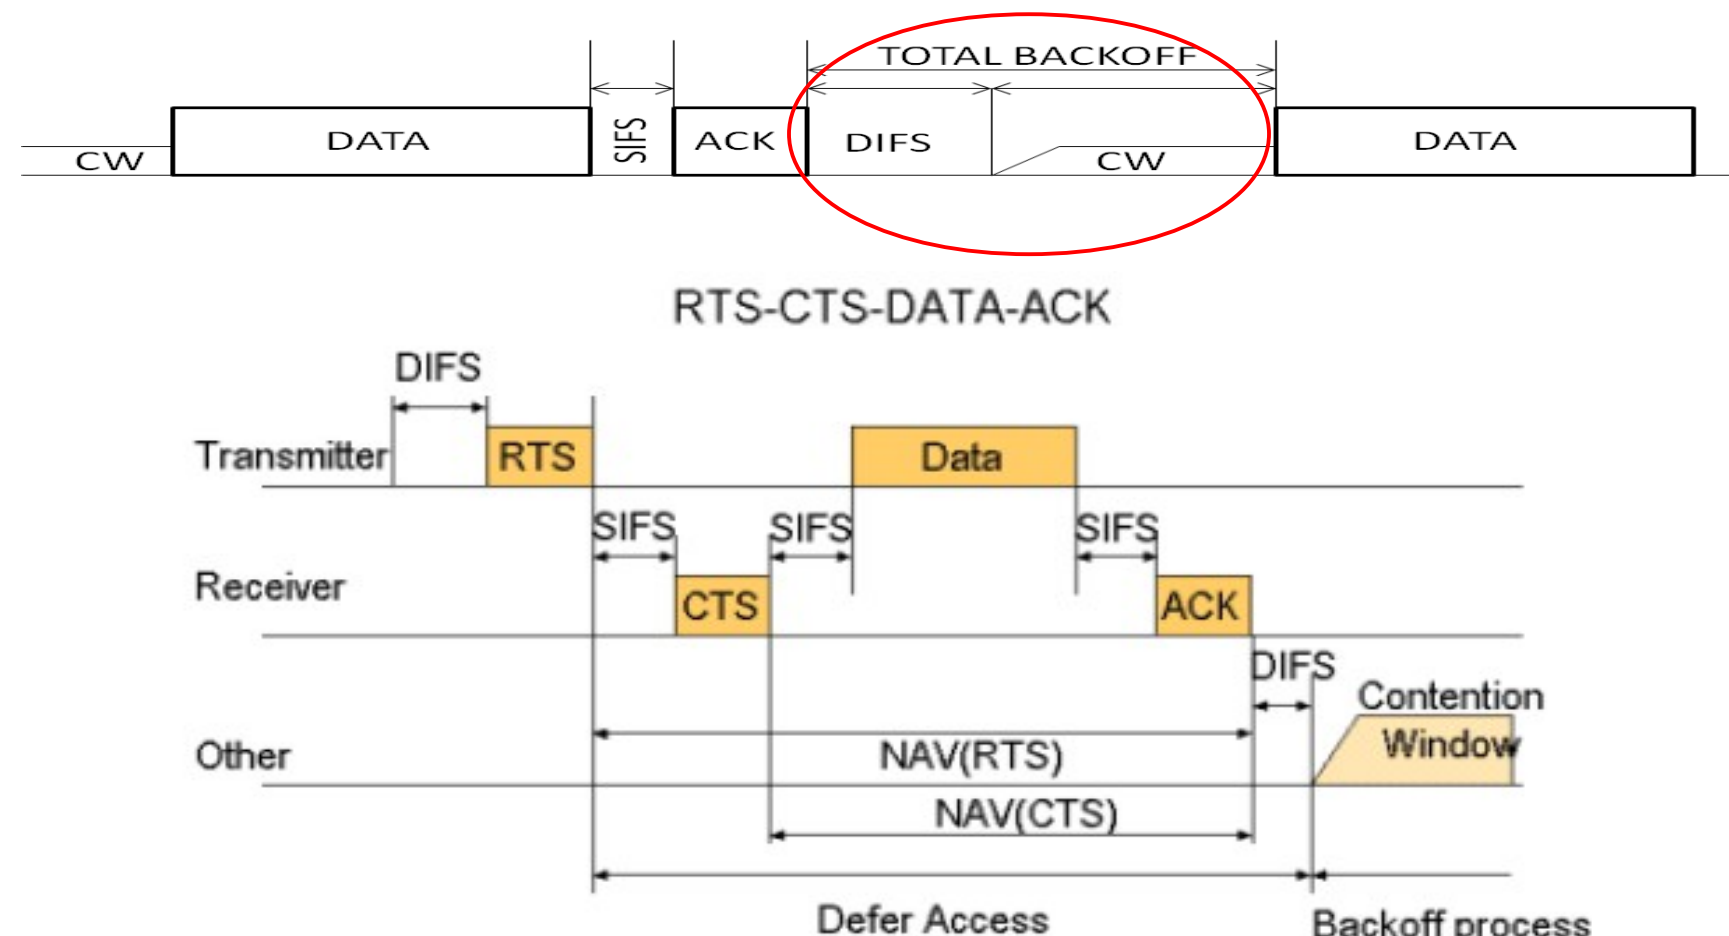 TOTAL BACKOFF
CW
DATA
SIFS
ACK
DIFS
CW
DATA
RTS-CTS-DATA-ACK
DIFS
Transmitter
RTS
Data
SIFS
SIFS
SIFS
Receiver
CTS
ACK
DIFS
Contention
Window
Other
NAV(RTS)
NAV(CTS)
Defer Access
Backoff process